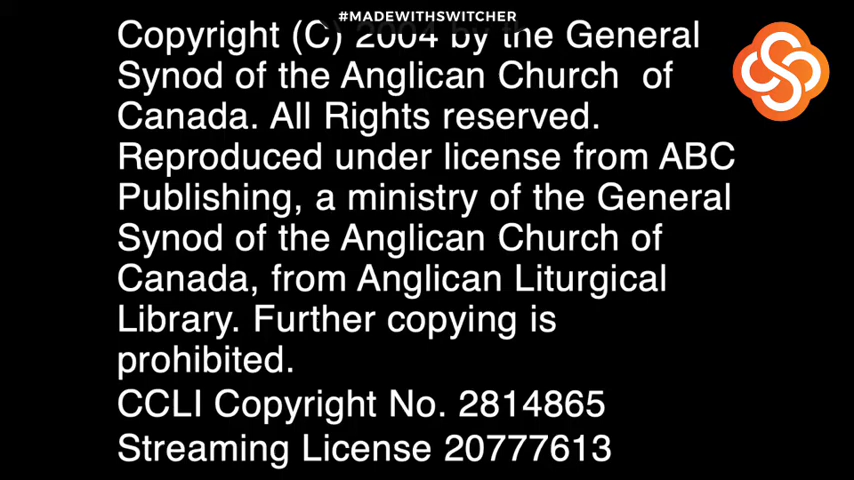 #MADEWITHSWITCHER
Copyright (C) 2004 by the General
Synod of the Anglican Church of
Canada. All Rights reserved.
Reproduced under license from ABC
Publishing, a ministry of the General
Synod of the Anglican Church of
Canada, from Anglican Liturgical
Library. Further copying is
prohibited.
CCLI Copyright No. 2814865
Streaming License 20777613